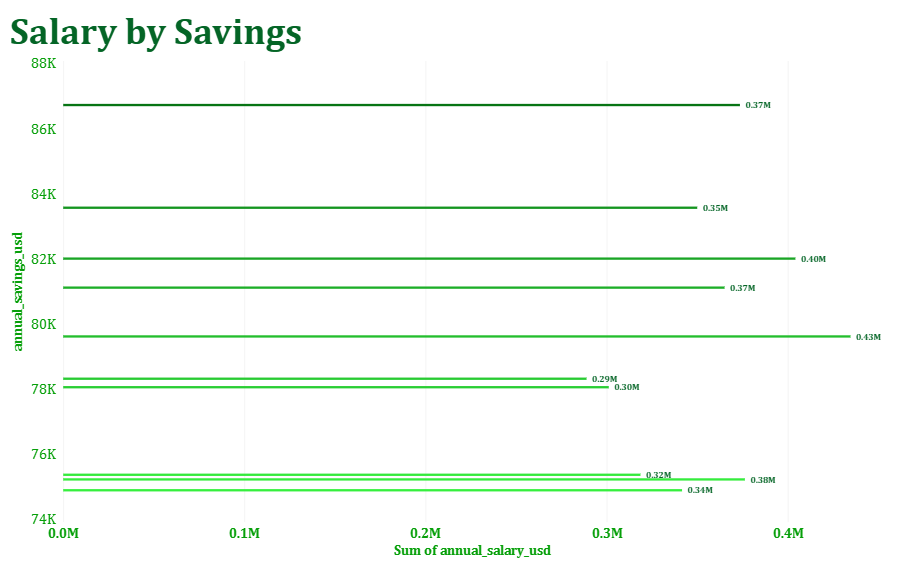 Salary by Savings
88K
0.37M
86K
84K
0.35M
annual_savings_usd
82K
0.40M
0.37M
80K
0.43M
0.29M
78K
0.30M
76K
0.32M
0.38M
0.34M
74K
0.0M 0.1M 0.2M 0.3M 0.4M
Sum of annual_salary_usd